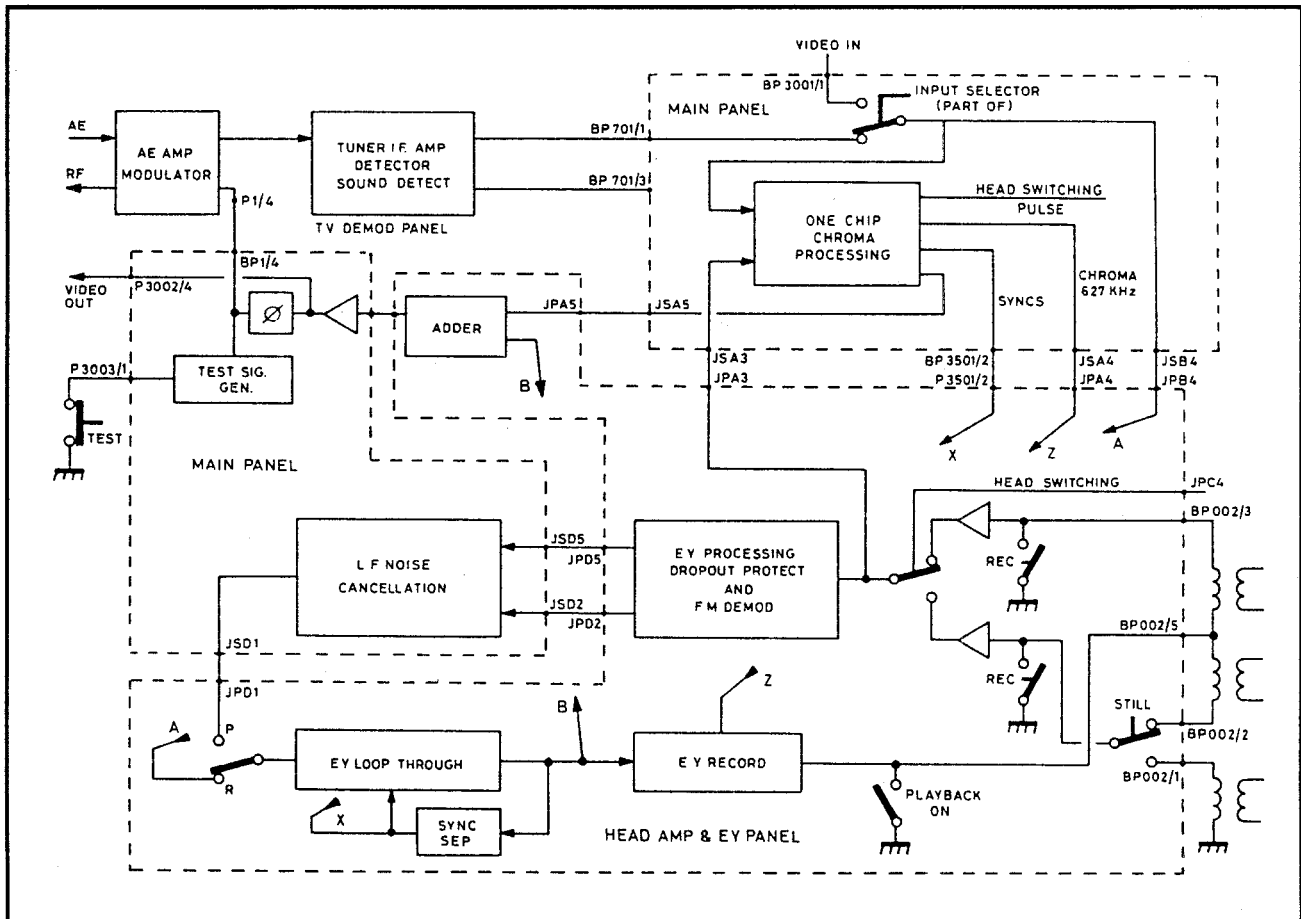 VIDEO IN
BP 3001/1
INPUT SELECTOR
(PART OF)
MAIN PANEL
AE
RF
AE AMP
MODULATOR
TUNER I.F. AMP
DETECTOR
SOUND DETECT
TV DEMOD PANEL
BP 701/1
BP 701/3
P1/4
ONE CHIP
CHROMA
PROCESSING
HEAD SWITCHING
PULSE
CHROMA
627 KHz
SYNCS
VIDEO
OUT
P3002/4
BP1/4
Ø
ADDER
JPA5
JSA5
B
TEST SIG.
GEN.
P3003/1
TEST
MAIN PANEL
JSA3
JPA3
BP 3501/2
P 3501/2
JSA4
JPA4
JSB4
JPB4
X
Z
A
HEAD SWITCHING
JPC4
BP002/3
L F NOISE
CANCELLATION
JSD5
JPD5
JSD2
JPD2
EY PROCESSING
DROPOUT PROTECT
AND
FM DEMOD
REC
REC
BP002/5
STILL
BP002/2
BP002/1
JSD1
JPD1
A
P
R
EY LOOP THROUGH
X
SYNC
SEP
B
Z
EY RECORD
PLAYBACK
ON
HEAD AMP & EY PANEL